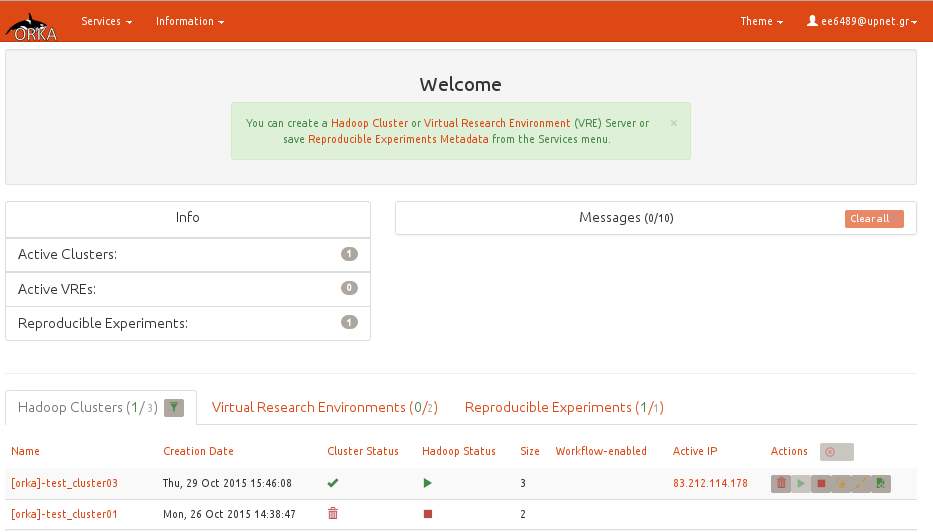 ORKA Services Information Theme ee6489@upnet.gr
Welcome
You can create a Hadoop Cluster or Virtual Research Environment (VRE) Server or ×
save Reproducible Experiments Metadata from the Services menu.
Info
Active Clusters: 1
Active VREs: 0
Reproducible Experiments: 1
Messages (0/10) Clear all
Hadoop Clusters (1/ 3) Virtual Research Environments (0/2) Reproducible Experiments (1/1)
Name Creation Date Cluster Status Hadoop Status Size Workflow-enabled Active IP Actions
[orka]-test_cluster03 Thu, 29 Oct 2015 15:46:08 3 83.212.114.178
[orka]-test_cluster01 Mon, 26 Oct 2015 14:38:47 2